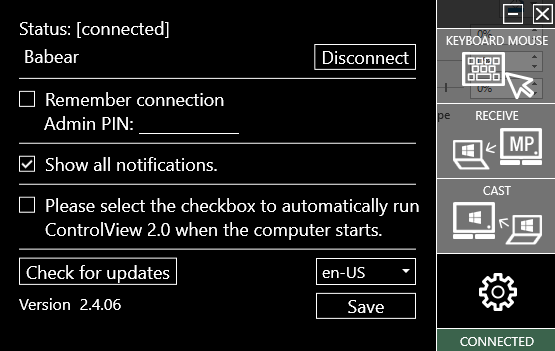 Status: [connected]
Babear
Disconnect
Remember connection
Admin PIN:
Show all notifications.
Please select the checkbox to automatically run
ControlView 2.0 when the computer starts.
Check for updates
en-US
Version 2.4.06
Save
KEYBOARD MOUSE
0%
pe
RECEIVE
MP
CAST
CONNECTED